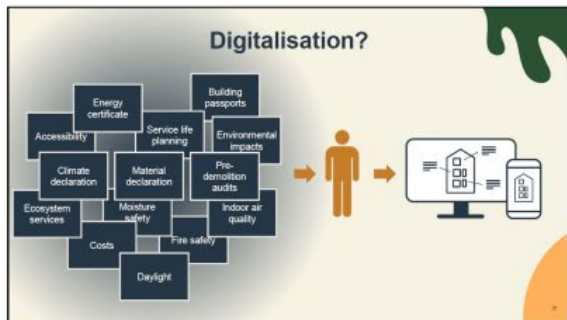 Digitalisation?
Energy
certificate
Building
passports
Accessibility
Service life
planning
Environmental
impacts
Climate
declaration
Material
declaration
Pre-
demolition
audits
Ecosystem
services
Moisture
safety
Indoor air
quality
Costs
Fire safety
Daylight